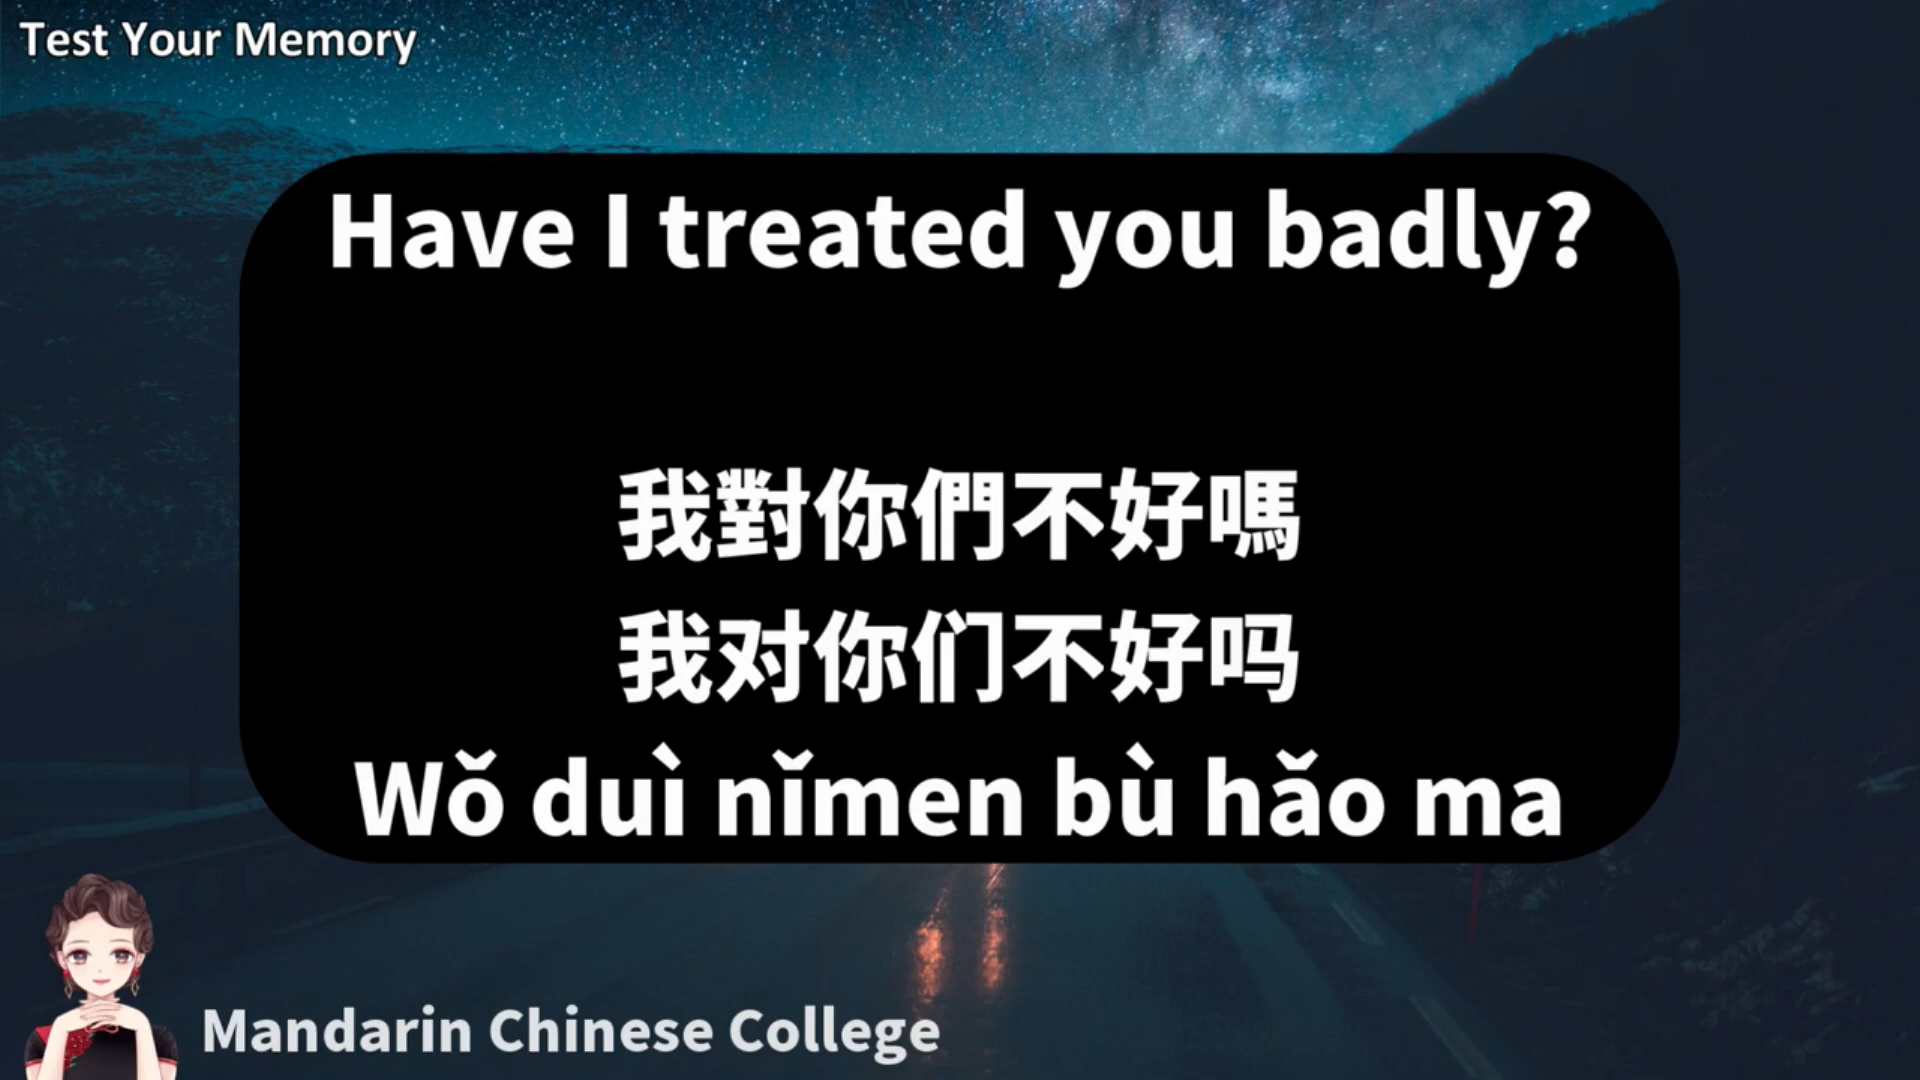 Test Your Memory
Have I treated you badly?
我對你們不好嗎
我对你们不好吗
Wǒ duì nǐmen bù hǎo ma
Mandarin Chinese College